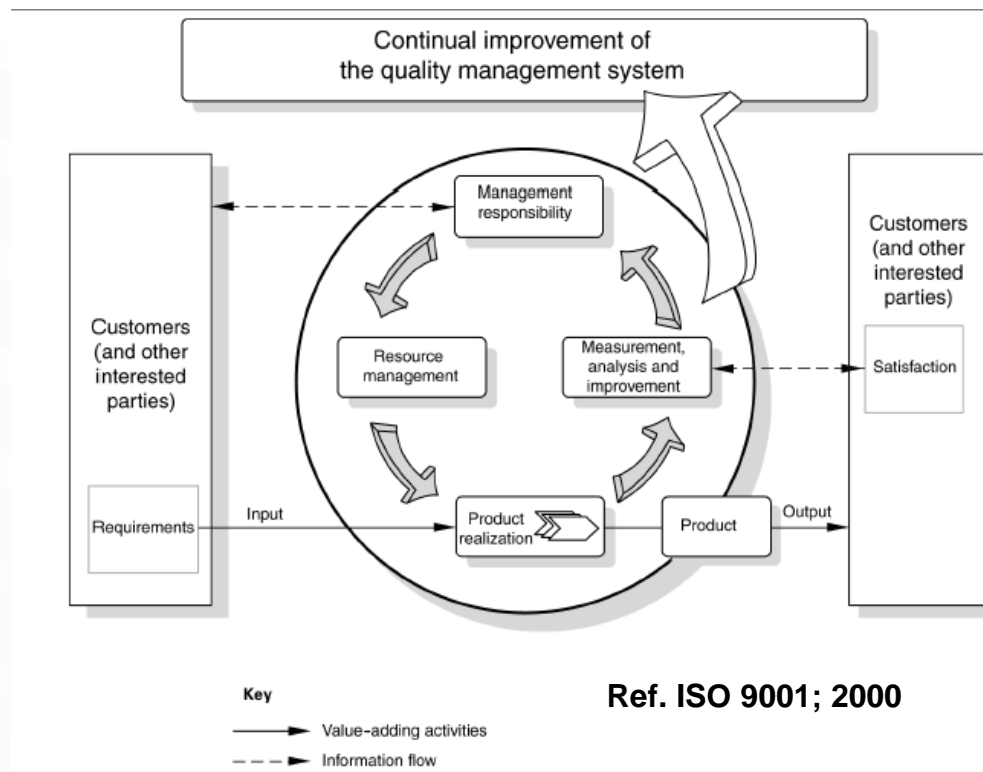 Continual improvement of
the quality management system
Management
responsibility
Customers
(and other
interested
parties)
Customers
(and other
interested
parties)
Resource
management
Measurement,
analysis and
improvement
Satisfaction
Requirements
Input
Product
realization
Product
Output
Key
Ref. ISO 9001; 2000
Value-adding activities
Information flow